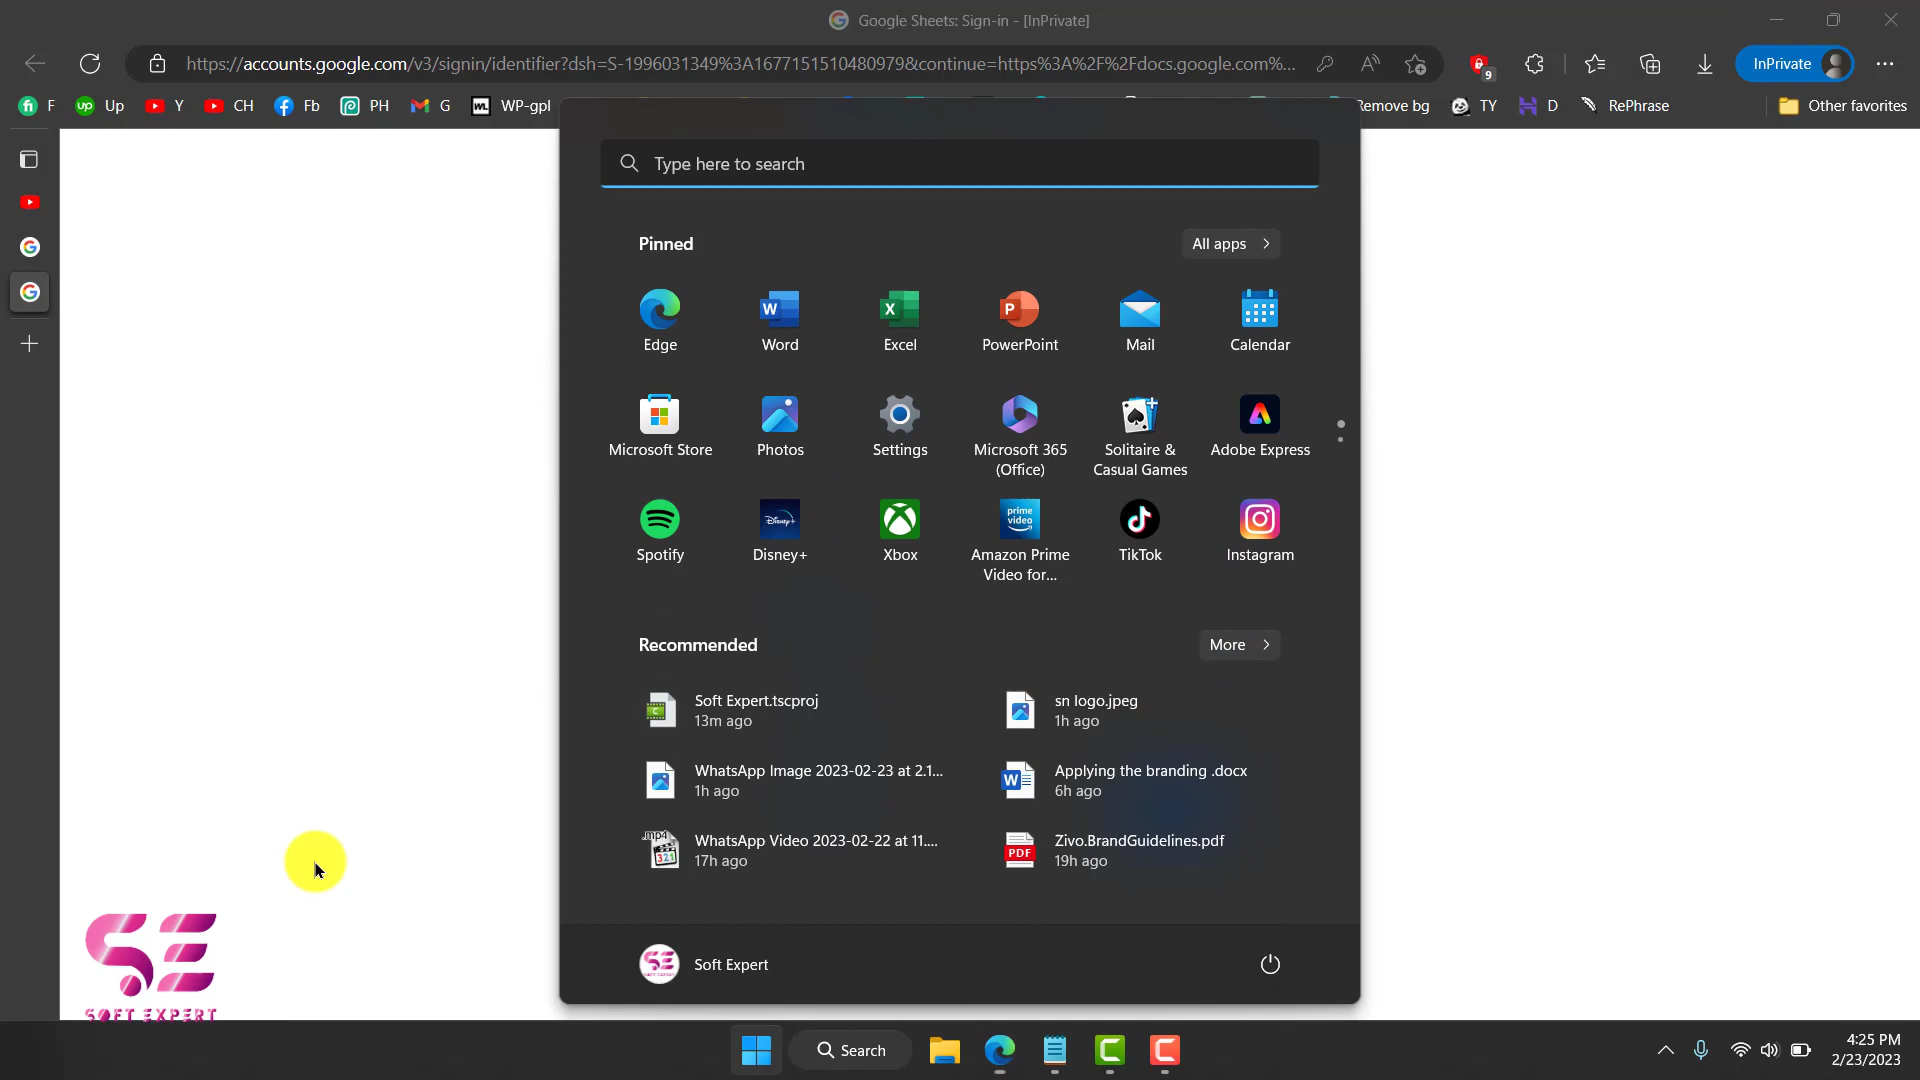 Google Sheets: Sign-in - [InPrivate]
https://accounts.google.com/v3/signin/identifier?dsh=S-1996031349%3A1677151510480979&continue=https%3A%2F%2Fdocs.google.com%...
9
InPrivate
F
Up
Y
CH
Fb
PH
G
WP-gpl
Remove bg
TY
D
RePhrase
Other favorites
Type here to search
Pinned
All apps
Edge
Word
Excel
PowerPoint
Mail
Calendar
Microsoft Store
Photos
Settings
Microsoft 365
(Office)
Solitaire &
Casual Games
Adobe Express
Spotify
Disney+
Xbox
prime
video
Amazon Prime
Video for...
TikTok
Instagram
Recommended
More
Soft Expert.tscproj
13m ago
sn logo.jpeg
1h ago
WhatsApp Image 2023-02-23 at 2.1...
1h ago
Applying the branding .docx
6h ago
WhatsApp Video 2023-02-22 at 11....
17h ago
Zivo.BrandGuidelines.pdf
19h ago
Soft Expert
SE
SOFT EXPERT
Search
4:25 PM
2/23/2023